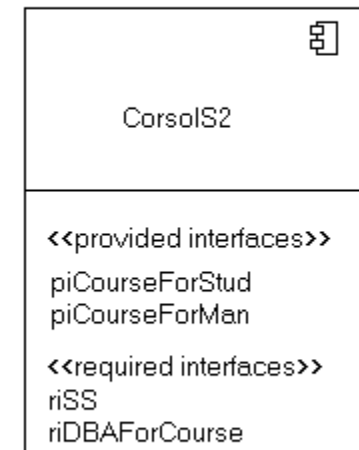 CorsoIS2
<<provided interfaces>>
piCourseForStud
piCourseForMan
<<required interfaces>>
riSS
riDBAForCourse